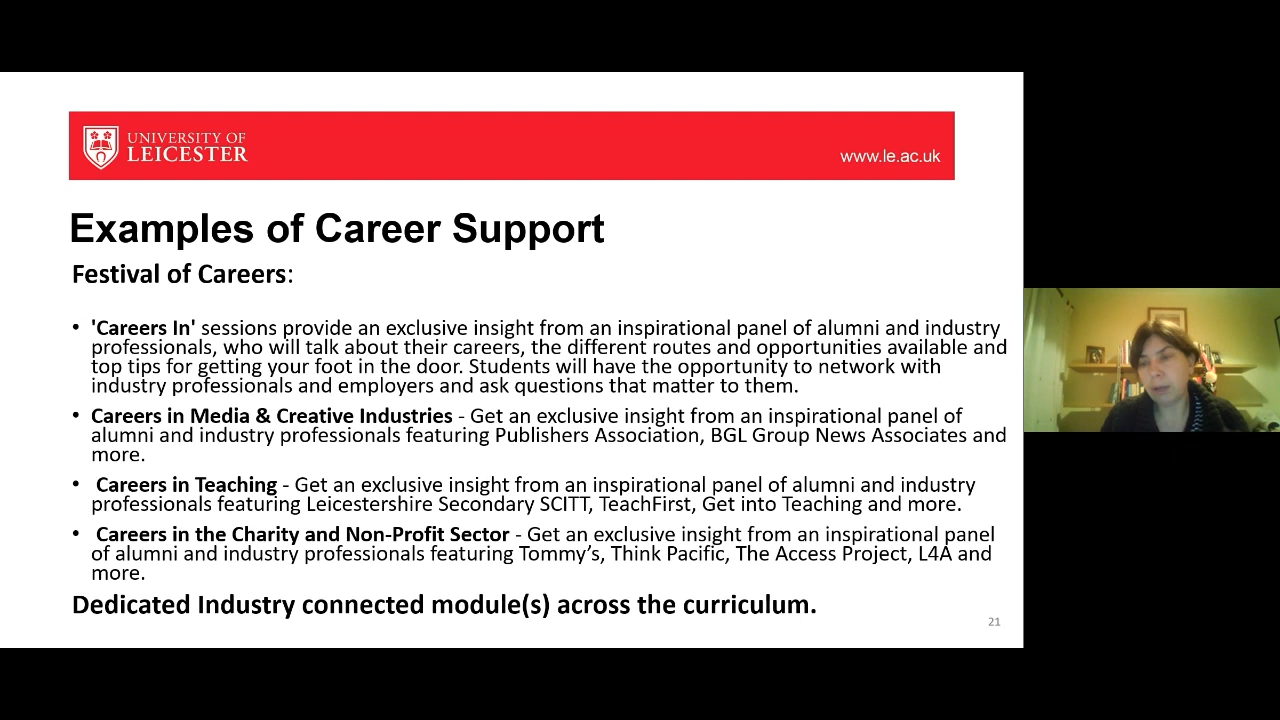 UNIVERSITY OF
LEICESTER
www.le.ac.uk
Examples of Career Support
Festival of Careers:
• 'Careers In' sessions provide an exclusive insight from an inspirational panel of alumni and industry
professionals, who will talk about their careers, the different routes and opportunities available and
top tips for getting your foot in the door. Students will have the opportunity to network with
industry professionals and employers and ask questions that matter to them.
• Careers in Media & Creative Industries - Get an exclusive insight from an inspirational panel of
alumni and industry professionals featuring Publishers Association, BGL Group News Associates and
more.
• Careers in Teaching - Get an exclusive insight from an inspirational panel of alumni and industry
professionals featuring Leicestershire Secondary SCITT, TeachFirst, Get into Teaching and more.
• Careers in the Charity and Non-Profit Sector - Get an exclusive insight from an inspirational panel
of alumni and industry professionals featuring Tommy’s, Think Pacific, The Access Project, L4A and
more.
Dedicated Industry connected module(s) across the curriculum.
21